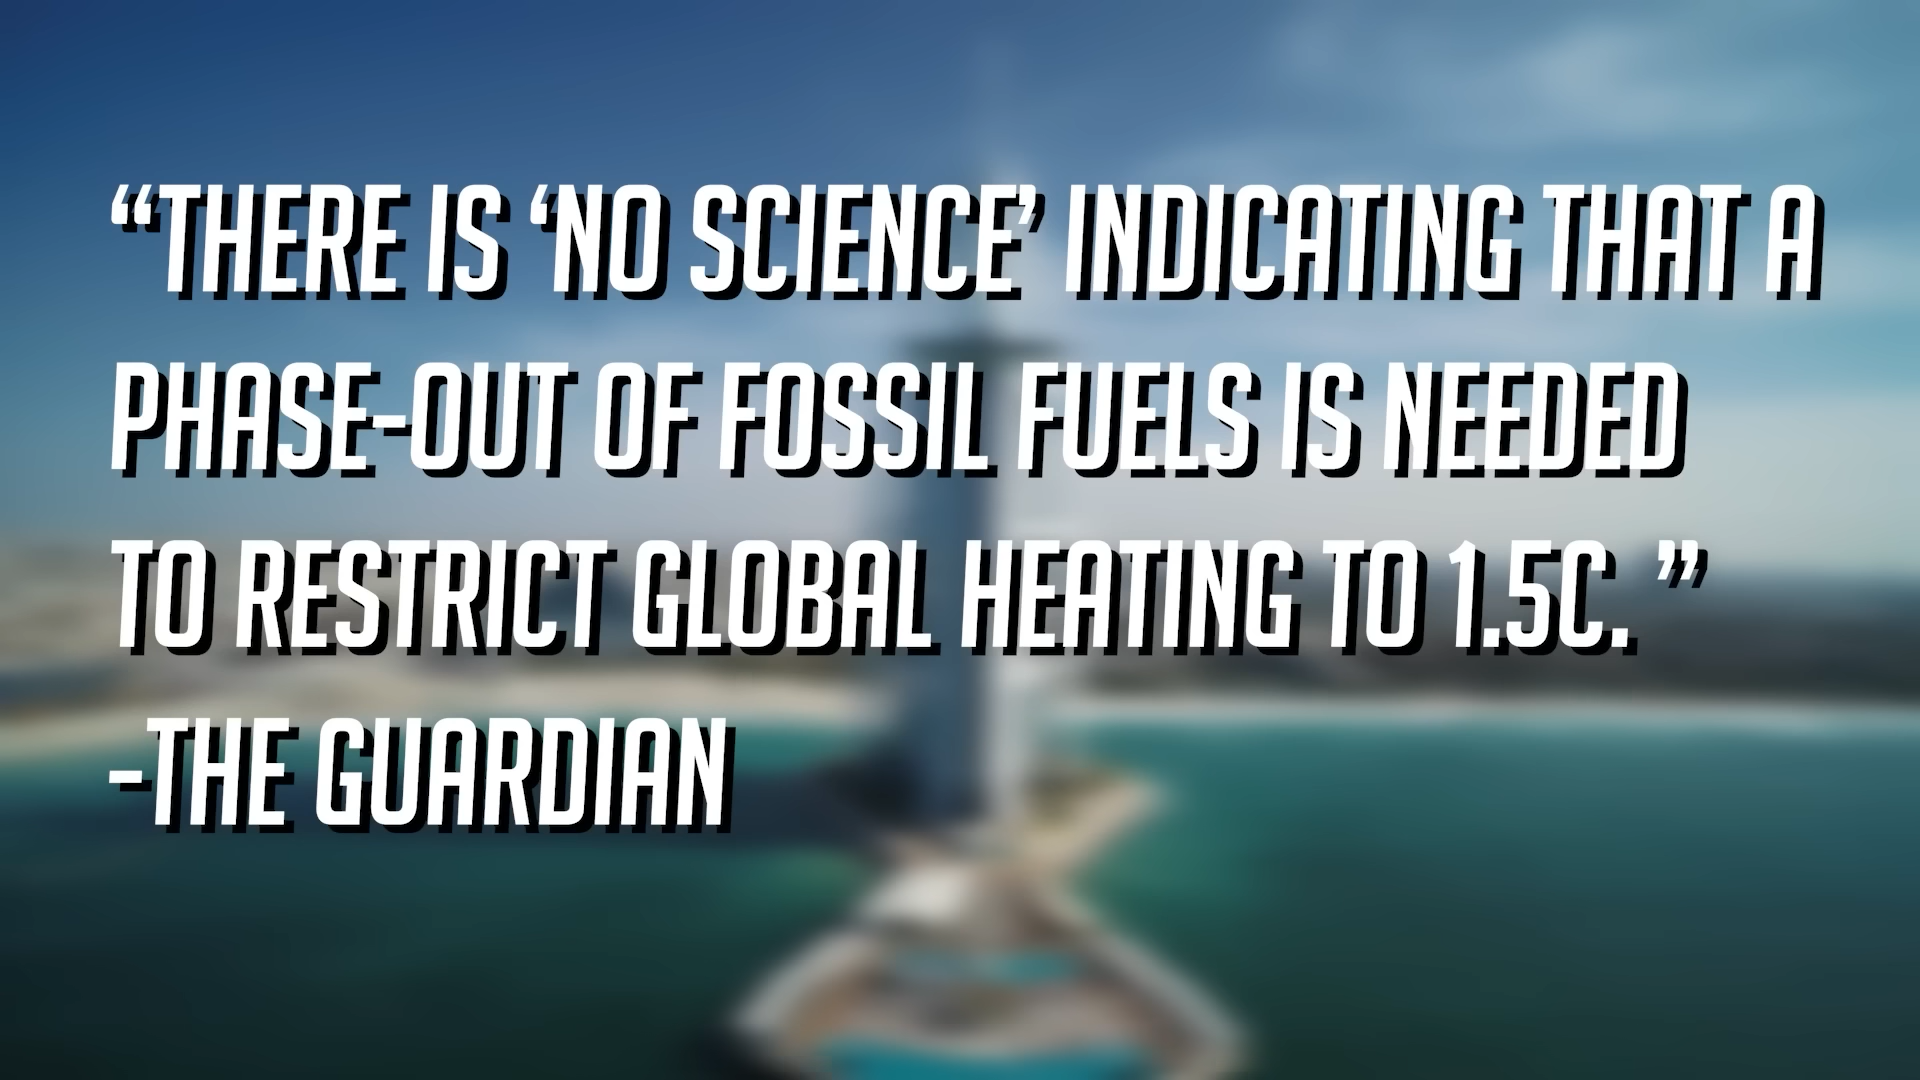 “THERE IS ‘NO SCIENCE’ INDICATING THAT A
PHASE-OUT OF FOSSIL FUELS IS NEEDED
TO RESTRICT GLOBAL HEATING TO 1.5C. ”
-THE GUARDIAN